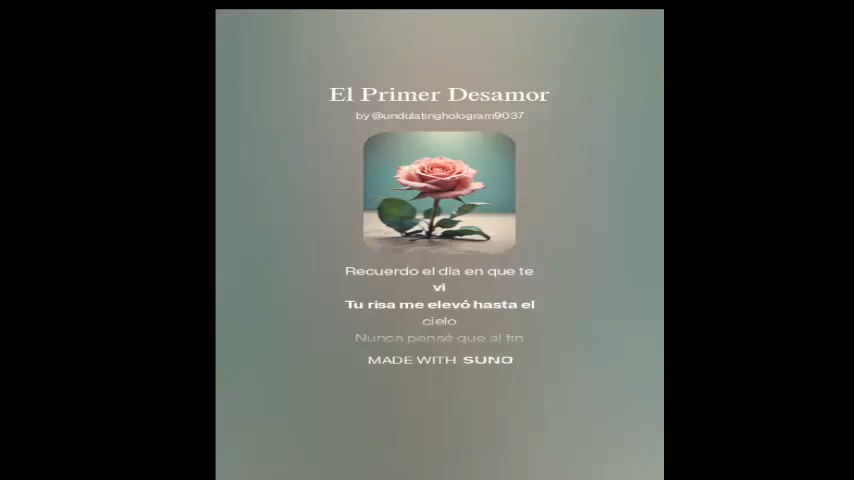 El Primer Desamor
by @undulatinghologram9037
Recuerdo el día en que te
vi
Tu risa me elevó hasta el
cielo
Nunca pensé que al fin
MADE WITH SUNO